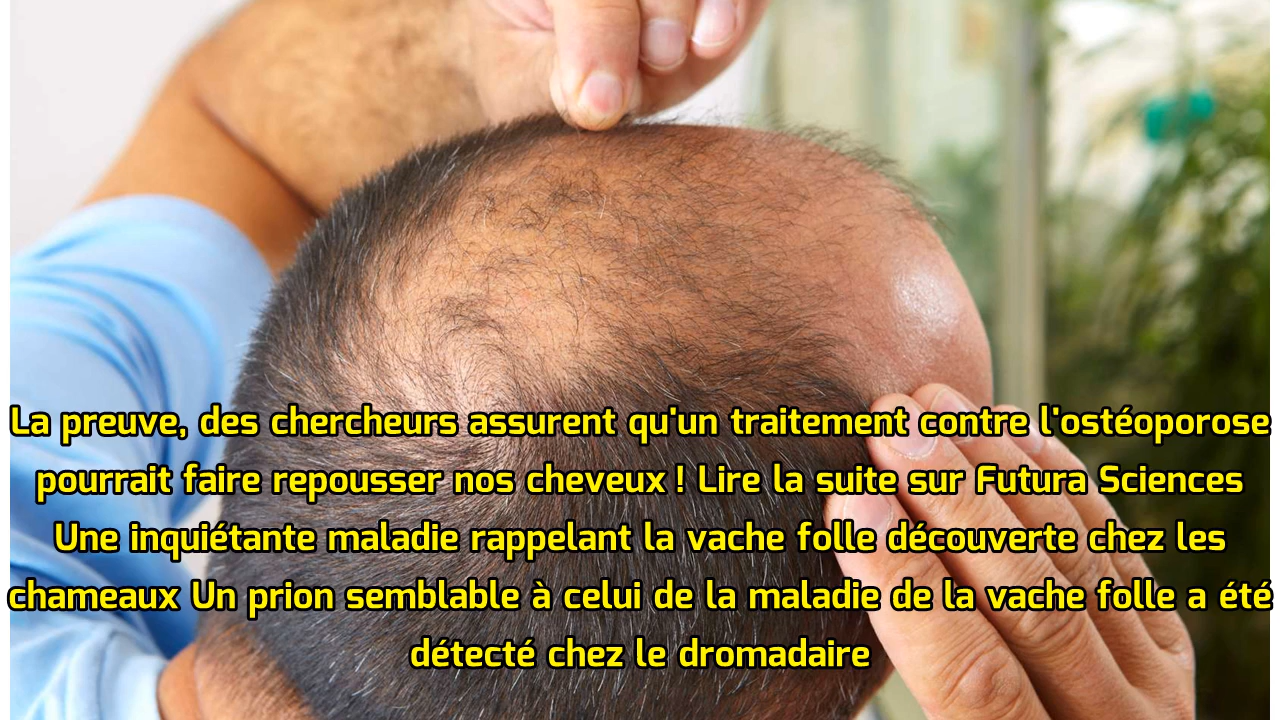 La preuve, des chercheurs assurent qu'un traitement contre l'ostéoporose
pourrait faire repousser nos cheveux ! Lire la suite sur Futura Sciences
Une inquiétante maladie rappelant la vache folle découverte chez les
chameaux Un prion semblable à celui de la maladie de la vache folle a été
détecté chez le dromadaire